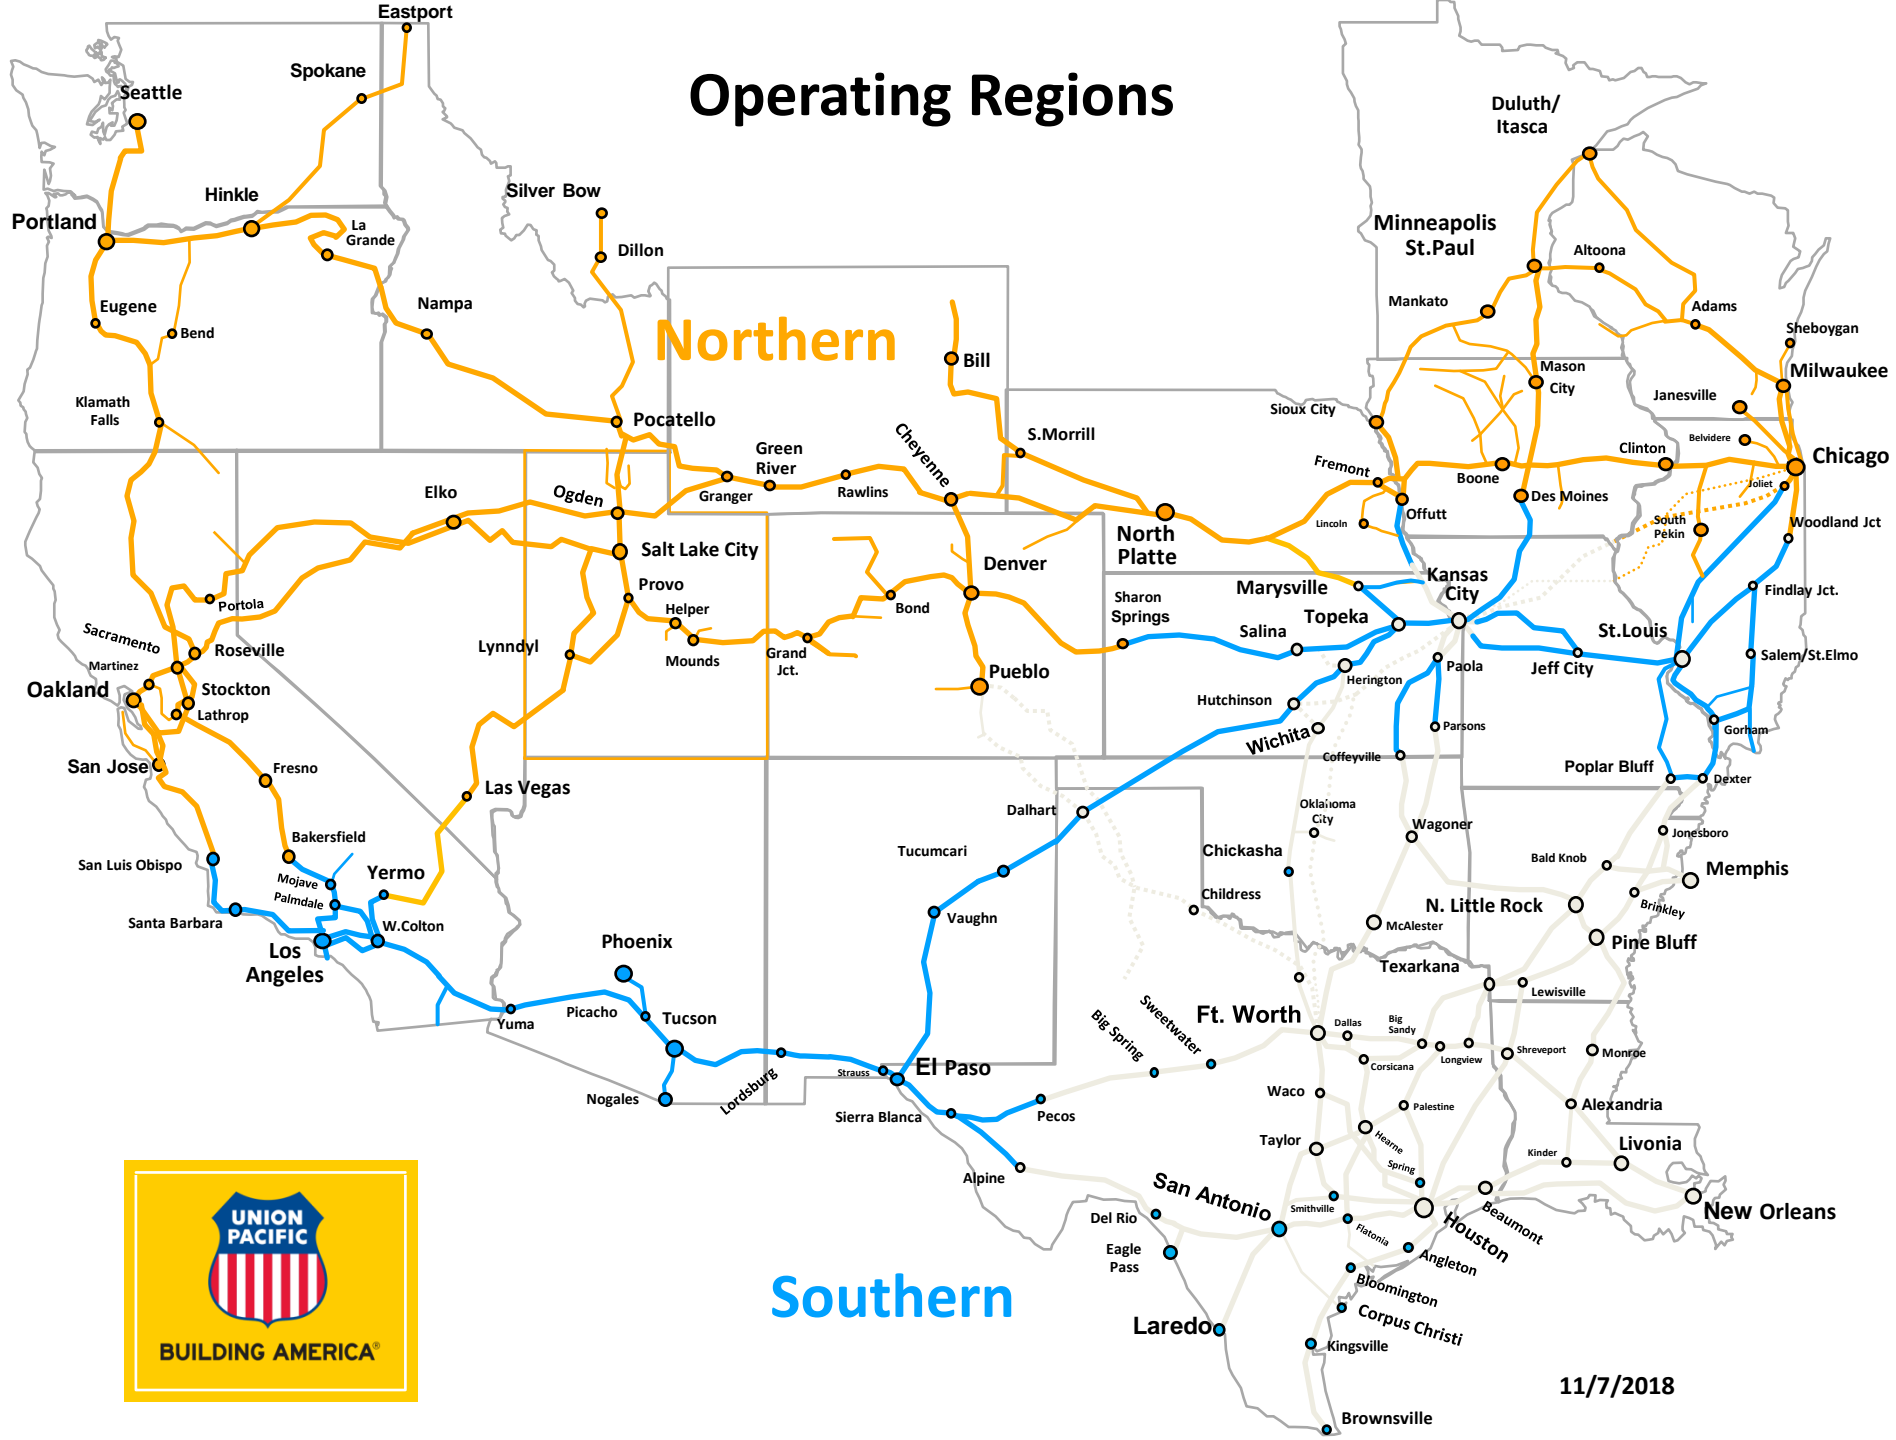 Eastport
Spokane
Seattle
Operating Regions
Duluth/
Itasca
Silver Bow
Hinkle
Portland
La
Grande
Dillon
Minneapolis
St.Paul
Altoona
Eugene
Bend
Nampa
Northern
Bill
Mankato
Adams
Sheboygan
Klamath
Falls
Pocatello
Mason
City
Milwaukee
Janesville
Sioux City
S.Morrill
Cheyenne
Green
River
Granger
Rawlins
Belvidere
Clinton
Chicago
Fremont
Boone
Joliet
Elko
Ogden
Des Moines
Offutt
Lincoln
South
Pekin
Woodland Jct
North
Platte
Salt Lake City
Denver
Provo
Helper
Mounds
Bond
Grand
Jct.
Marysville
Kansas
City
Findlay Jct.
Sharon
Springs
Topeka
Salina
St.Louis
Portola
Sacramento
Roseville
Martinez
Lynndyl
Oakland
Stockton
Lathrop
Pueblo
Herington
Paola
Jeff City
Salem/St.Elmo
Hutchinson
Wichita
Parsons
Coffeyville
Gorham
San Jose
Fresno
Las Vegas
Poplar Bluff
Dexter
Dalhart
Oklahoma
City
Wagoner
Jonesboro
Bakersfield
San Luis Obispo
Mojave
Palmdale
Yermo
Tucumcari
Chickasha
Childress
Bald Knob
Memphis
Brinkley
Santa Barbara
W.Colton
Los
Angeles
Vaughn
N. Little Rock
McAlester
Pine Bluff
Phoenix
Texarkana
Lewisville
Yuma
Picacho
Tucson
Big Spring
Sweetwater
Ft. Worth
Dallas
Big
Sandy
Corsicana
Longview
Shreveport
Monroe
Nogales
Lordsburg
Strauss
El Paso
Sierra Blanca
Pecos
Waco
Palestine
Alexandria
Alpine
Taylor
Hearne
Spring
Kinder
Livonia
San Antonio
Smithville
Del Rio
Flatonia
Houston
Beaumont
New Orleans
Eagle
Pass
Angleton
Bloomington
Southern
Laredo
Corpus Christi
Kingsville
Brownsville
UNION
PACIFIC
BUILDING AMERICA®
11/7/2018